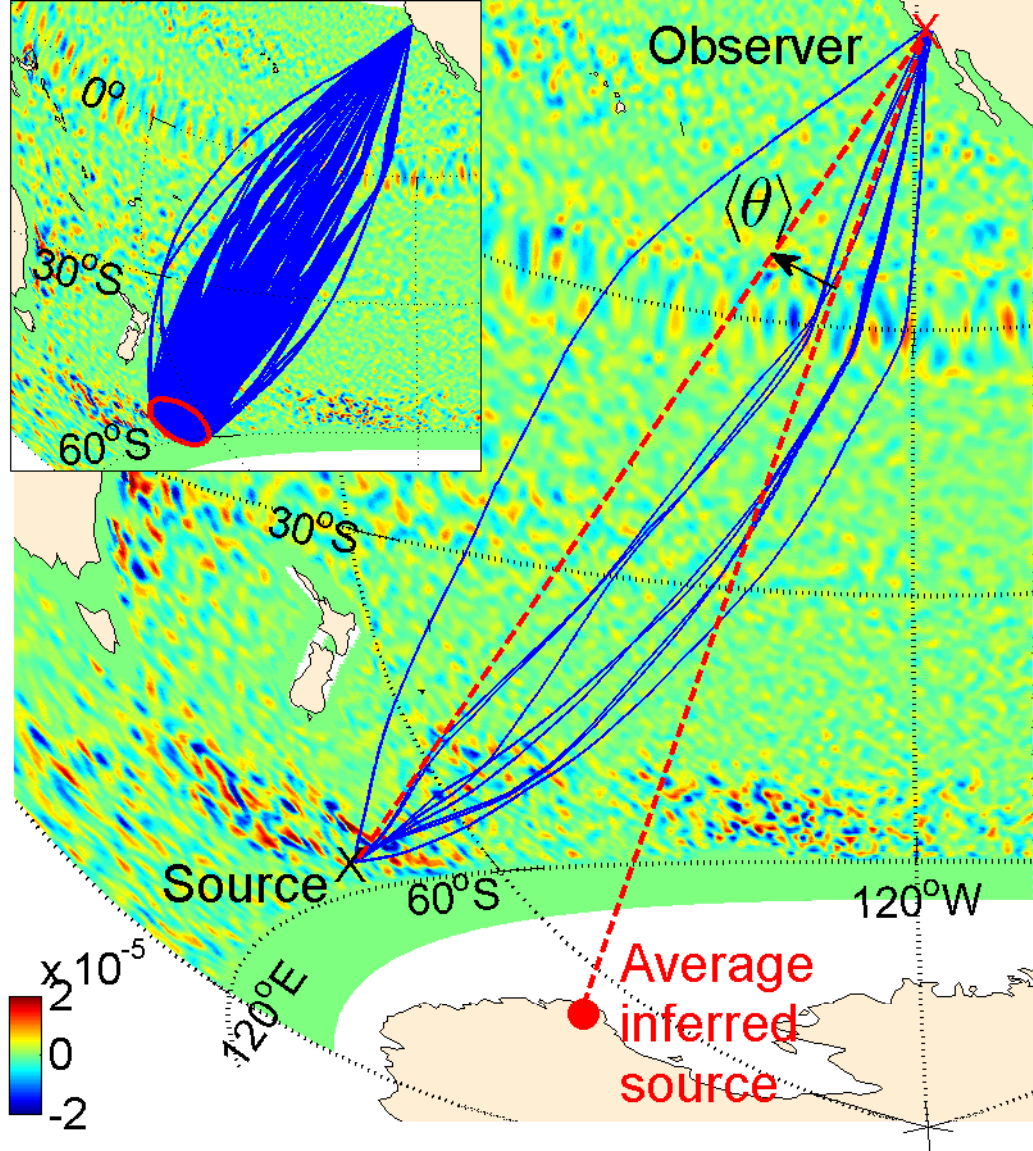 0°
30°S
60°S
Observer
X
⟨θ⟩
30°S
X
Source
60°S
120°W
120°E
x 10⁻⁵
2
0
-2
Average
inferred
source